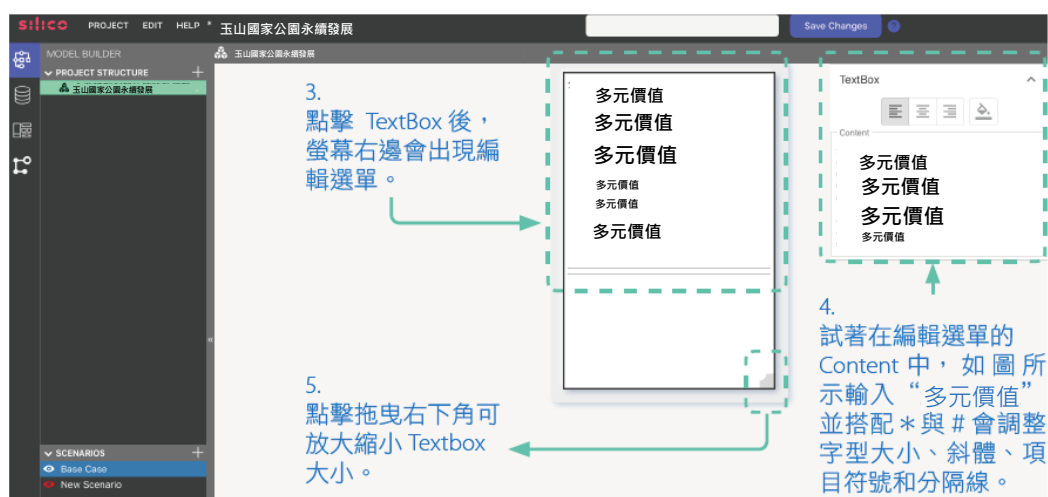 silico PROJECT EDIT HELP * 玉山國家公園永續發展 Save Changes ?
MODEL BUILDER
玉山國家公園永續發展
PROJECT STRUCTURE +
玉山國家公園永續發展
3.
點擊 TextBox 後，
螢幕右邊會出現編
輯選單。
多元價值
多元價值
多元價值
多元價值
多元價值
多元價值
TextBox
Content
多元價值
多元價值
多元價值
多元價值
4.
試著在編輯選單的
Content 中，如圖所
示輸入“多元價值”
並搭配＊與＃會調整
字型大小、斜體、項
目符號和分隔線。
5.
點擊拖曳右下角可
放大縮小 Textbox
大小。
«
SCENARIOS +
Base Case
New Scenario